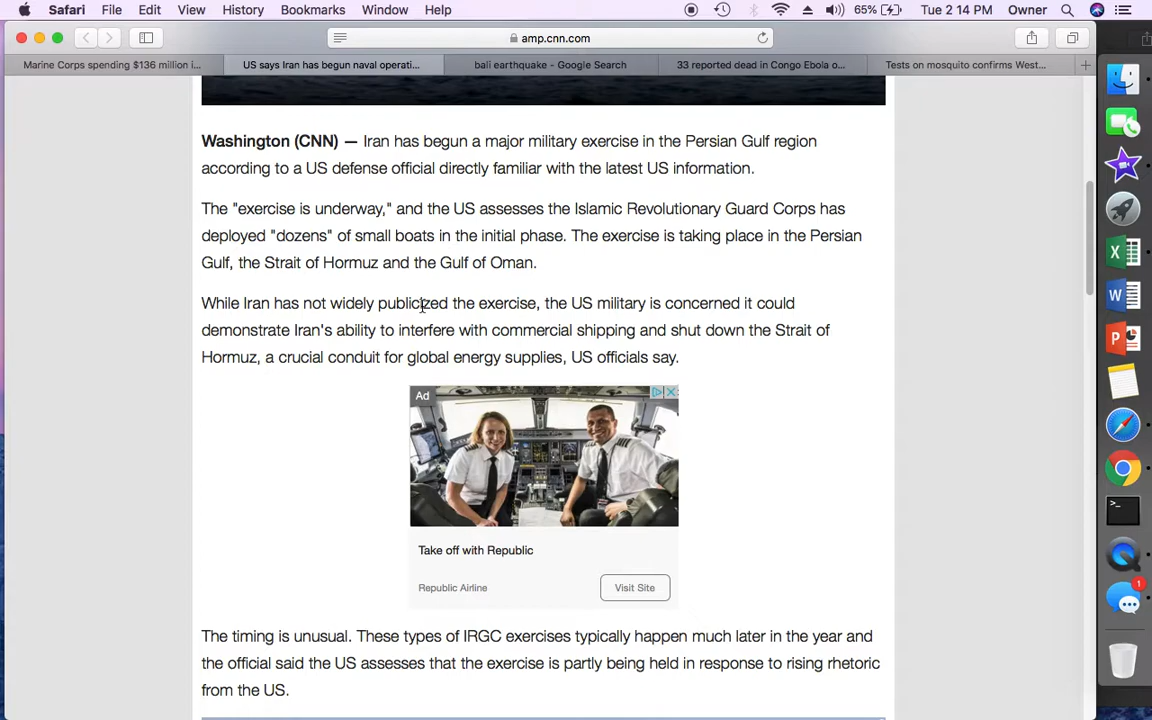 Safari File Edit View History Bookmarks Window Help 65% Tue 2 14 PM Owner
amp.cnn.com
Marine Corps spending $136 million i... US says Iran has begun naval operati... bali earthquake - Google Search 33 reported dead in Congo Ebola o... Tests on mosquito confirms West...
Washington (CNN) — Iran has begun a major military exercise in the Persian Gulf region
according to a US defense official directly familiar with the latest US information.
The "exercise is underway," and the US assesses the Islamic Revolutionary Guard Corps has
deployed "dozens" of small boats in the initial phase. The exercise is taking place in the Persian
Gulf, the Strait of Hormuz and the Gulf of Oman.
While Iran has not widely publicized the exercise, the US military is concerned it could
demonstrate Iran's ability to interfere with commercial shipping and shut down the Strait of
Hormuz, a crucial conduit for global energy supplies, US officials say.
Ad
Take off with Republic
Republic Airline Visit Site
The timing is unusual. These types of IRGC exercises typically happen much later in the year and
the official said the US assesses that the exercise is partly being held in response to rising rhetoric
from the US.
X
W
P
1